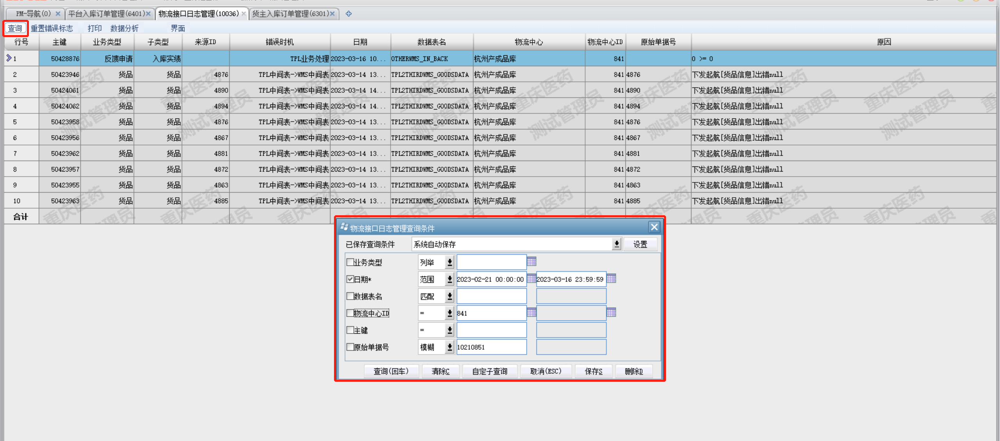 PM-导航(0) 平台入库订单管理(6401) 物流接口日志管理(10036) 货主入库订单管理(6301)
查询 重置错误标志 打印 数据分析 界面
行号 主键 业务类型 子类型 来源ID 错误时机 日期 数据表名 物流中心 物流中心ID 原始单据号 原因
1 50428876 反馈申请 入库实绩 TPL业务处理 2023-03-16 10... OTHERWMS_IN_BACK 杭州产成品库 841 0 >= 0
2 50423946 货品 货品 4876 TPL中间表->WMS中间表 2023-03-14 13... TPL2THIRDWMS_GOODSDATA 杭州产成品库 841 4876 下发起航[货品信息]出错null
3 50424061 货品 货品 4890 TPL中间表->WMS中间表 2023-03-14 14... TPL2THIRDWMS_GOODSDATA 杭州产成品库 841 4890 下发起航[货品信息]出错null
4 50424062 货品 货品 4894 TPL中间表->WMS中间表 2023-03-14 14... TPL2THIRDWMS_GOODSDATA 杭州产成品库 841 4894 下发起航[货品信息]出错null
5 50423958 货品 货品 4876 TPL中间表->WMS中间表 2023-03-14 13... TPL2THIRDWMS_GOODSDATA 杭州产成品库 841 4876 下发起航[货品信息]出错null
6 50423956 货品 货品 4867 TPL中间表->WMS中间表 2023-03-14 13... TPL2THIRDWMS_GOODSDATA 杭州产成品库 841 4867 下发起航[货品信息]出错null
7 50423962 货品 货品 4881 TPL中间表->WMS中间表 2023-03-14 13... TPL2THIRDWMS_GOODSDATA 杭州产成品库 841 4881 下发起航[货品信息]出错null
8 50423957 货品 货品 4872 TPL中间表->WMS中间表 2023-03-14 13... TPL2THIRDWMS_GOODSDATA 杭州产成品库 841 4872 下发起航[货品信息]出错null
9 50423955 货品 货品 4863 TPL中间表->WMS中间表 2023-03-14 13... TPL2THIRDWMS_GOODSDATA 杭州产成品库 841 4863 下发起航[货品信息]出错null
10 50423963 货品 货品 4885 TPL中间表->WMS中间表 2023-03-14 13... TPL2THIRDWMS_GOODSDATA 杭州产成品库 841 4885 下发起航[货品信息]出错null
合计
重庆医药
测试管理员
物流接口日志管理查询条件
已保存查询条件 系统自动保存 设置
业务类型 列举
日期* 范围 2023-02-21 00:00:00 2023-03-16 23:59:59
数据表名 匹配
物流中心ID = 841
主键 =
原始单据号 模糊 10210851
查询(回车) 清除C 自定子查询 取消(ESC) 保存S 删除D